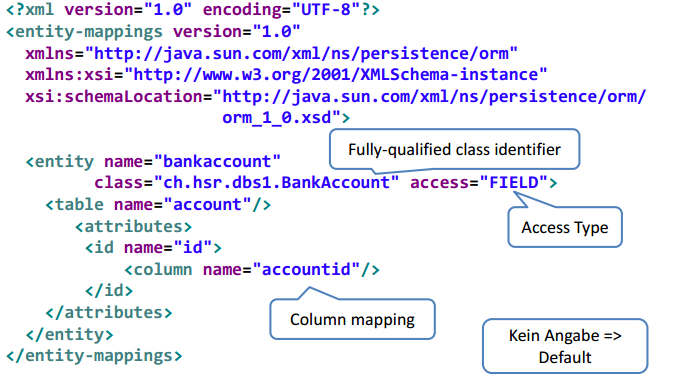 <?xml version="1.0" encoding="UTF-8"?>
<entity-mappings version="1.0"
xmlns="http://java.sun.com/xml/ns/persistence/orm"
xmlns:xsi="http://www.w3.org/2001/XMLSchema-instance"
xsi:schemaLocation="http://java.sun.com/xml/ns/persistence/orm/
orm_1_0.xsd">
Fully-qualified class identifier
<entity name="bankaccount"
class="ch.hsr.dbs1.BankAccount" access="FIELD">
<table name="account"/>
Access Type
<attributes>
<id name="id">
<column name="accountid"/>
</id>
Column mapping
</attributes>
</entity>
Kein Angabe =>
Default
</entity-mappings>